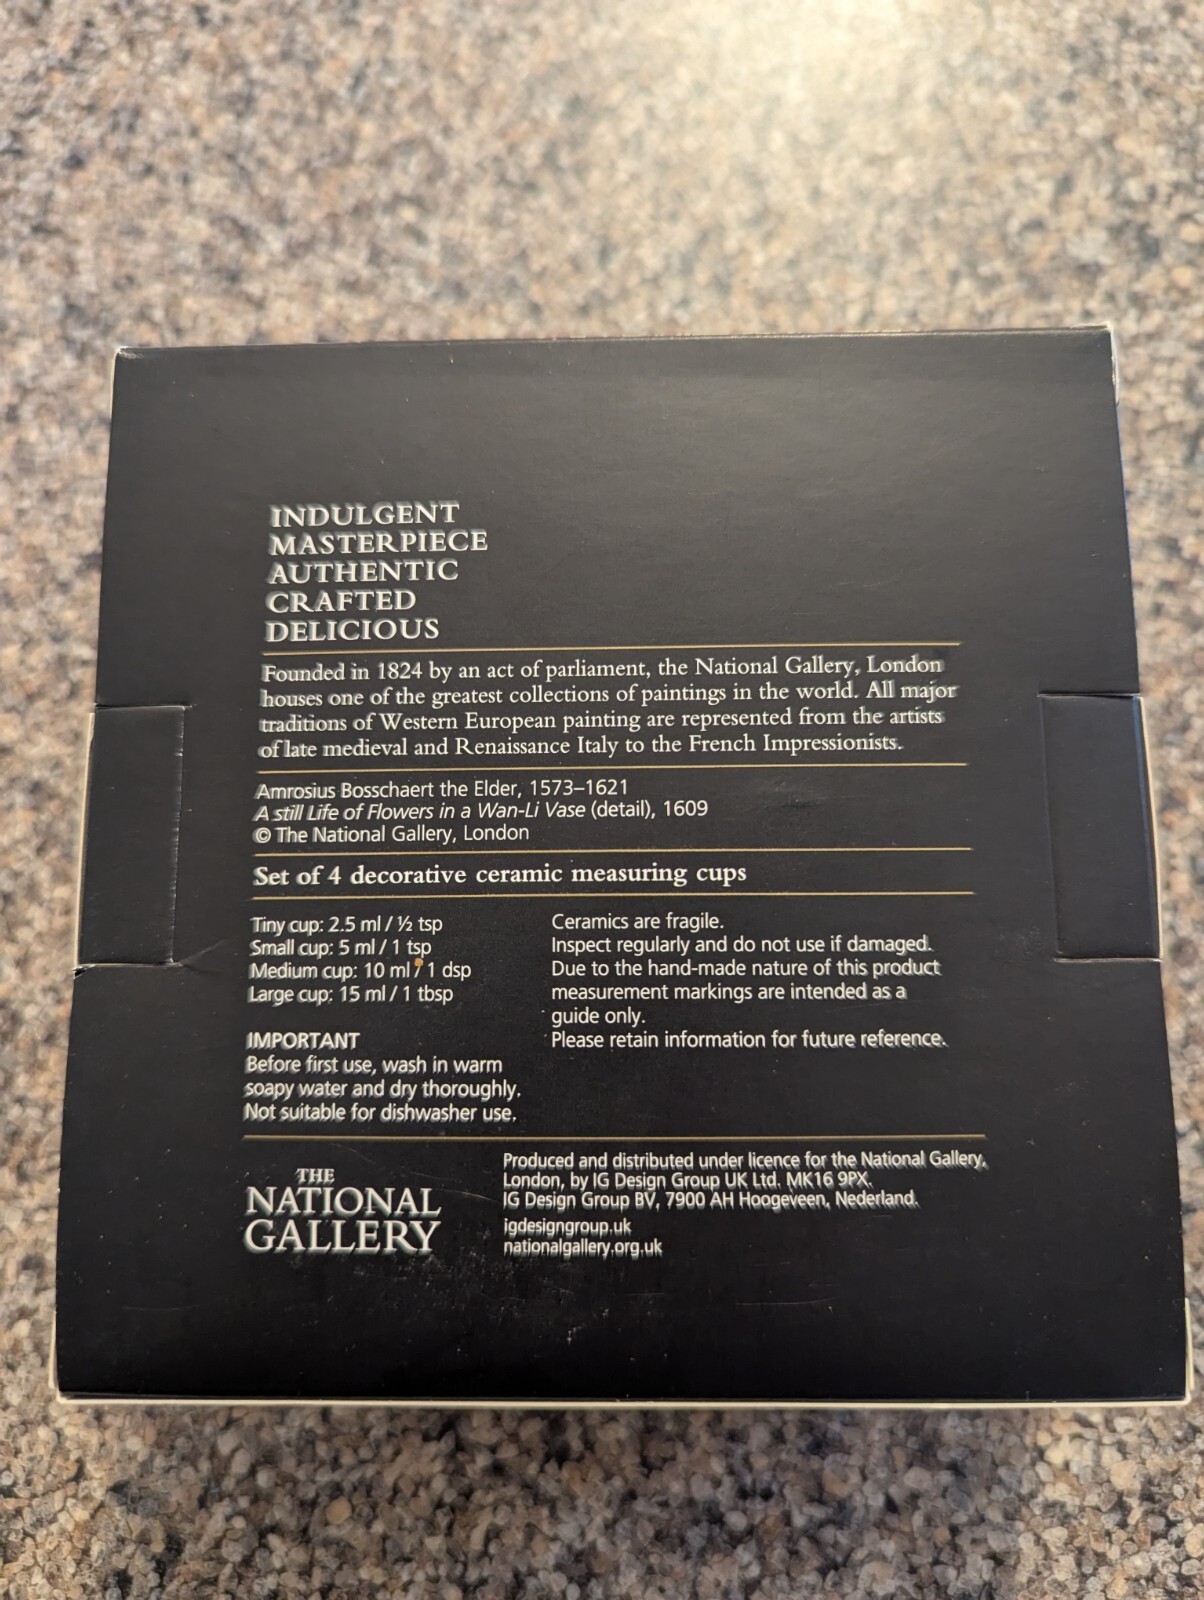 INDULGENT
MASTERPIECE
AUTHENTIC
CRAFTED
DELICIOUS
Founded in 1824 by an act of parliament, the National Gallery, London
houses one of the greatest collections of paintings in the world. All major
traditions of Western European painting are represented from the artists
of late medieval and Renaissance Italy to the French Impressionists.
Amrosius Bosschaert the Elder, 1573–1621
A still Life of Flowers in a Wan-Li Vase (detail), 1609
© The National Gallery, London
Set of 4 decorative ceramic measuring cups
Tiny cup: 2.5 ml / ½ tsp
Small cup: 5 ml / 1 tsp
Medium cup: 10 ml / 1 dsp
Large cup: 15 ml / 1 tbsp
IMPORTANT
Before first use, wash in warm
soapy water and dry thoroughly.
Not suitable for dishwasher use.
Ceramics are fragile.
Inspect regularly and do not use if damaged.
Due to the hand-made nature of this product
measurement markings are intended as a
guide only.
Please retain information for future reference.
THE
NATIONAL
GALLERY
Produced and distributed under licence for the National Gallery,
London, by IG Design Group UK Ltd. MK16 9PX.
IG Design Group BV, 7900 AH Hoogeveen, Nederland.
igdesigngroup.uk
nationalgallery.org.uk